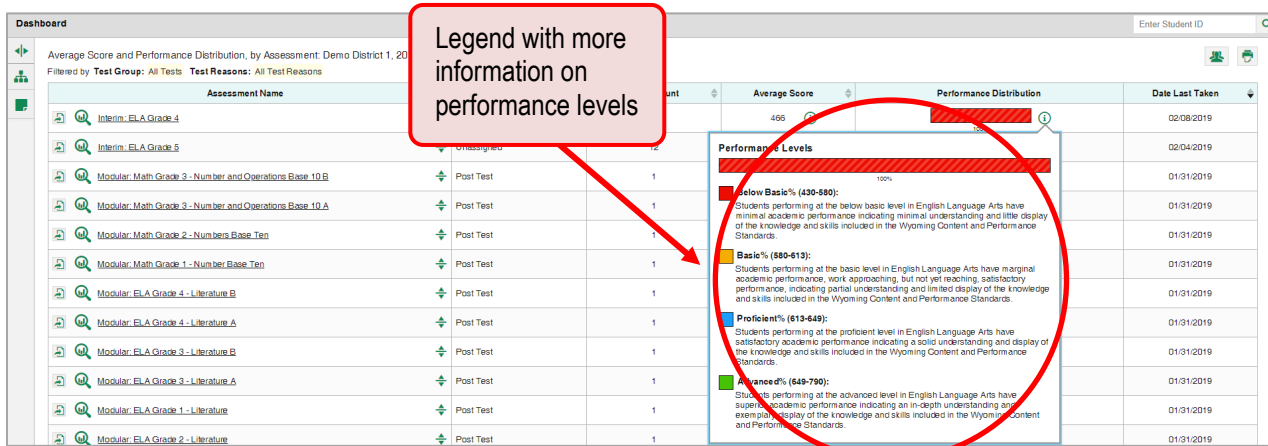 Dashboard
Enter Student ID
Legend with more
information on
performance levels
Average Score and Performance Distribution, by Assessment: Demo District 1, 20
Filtered by Test Group: All Tests Test Reasons: All Test Reasons
Assessment Name
unt
Average Score
Performance Distribution
Date Last Taken
Interim: ELA Grade 4
466
100%
02/08/2019
Interim: ELA Grade 5
Unassigned
12
02/04/2019
Modular: Math Grade 3 - Number and Operations Base 10 B
Post Test
1
01/31/2019
Modular: Math Grade 3 - Number and Operations Base 10 A
Post Test
1
01/31/2019
Modular: Math Grade 2 - Numbers Base Ten
Post Test
1
01/31/2019
Modular: Math Grade 1 - Number Base Ten
Post Test
1
01/31/2019
Modular: ELA Grade 4 - Literature B
Post Test
1
01/31/2019
Modular: ELA Grade 4 - Literature A
Post Test
1
01/31/2019
Modular: ELA Grade 3 - Literature B
Post Test
1
01/31/2019
Modular: ELA Grade 3 - Literature A
Post Test
1
01/31/2019
Modular: ELA Grade 1 - Literature
Post Test
1
01/31/2019
Modular: ELA Grade 2 - Literature
Post Test
1
01/31/2019
Performance Levels
100%
Below Basic% (430-580):
Students performing at the below basic level in English Language Arts have
minimal academic performance indicating minimal understanding and little display
of the knowledge and skills included in the Wyoming Content and Performance
Standards.
Basic% (580-613):
Students performing at the basic level in English Language Arts have marginal
academic performance, work approaching, but not yet reaching, satisfactory
performance, indicating partial understanding and limited display of the knowledge
and skills included in the Wyoming Content and Performance Standards.
Proficient% (613-649):
Students performing at the proficient level in English Language Arts have
satisfactory academic performance indicating a solid understanding and display of
the knowledge and skills included in the Wyoming Content and Performance
Standards.
Advanced% (649-790):
Students performing at the advanced level in English Language Arts have
superior academic performance indicating an in-depth understanding and
exemplary display of the knowledge and skills included in the Wyoming Content
and Performance Standards.